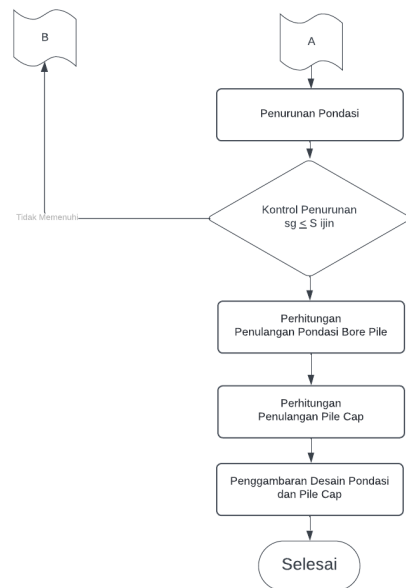 B
A
Penurunan Pondasi
Kontrol Penurunan
sg ≤ S ijin
Tidak Memenuhi
Perhitungan
Penulangan Pondasi Bore Pile
Perhitungan
Penulangan Pile Cap
Penggambaran Desain Pondasi
dan Pile Cap
Selesai